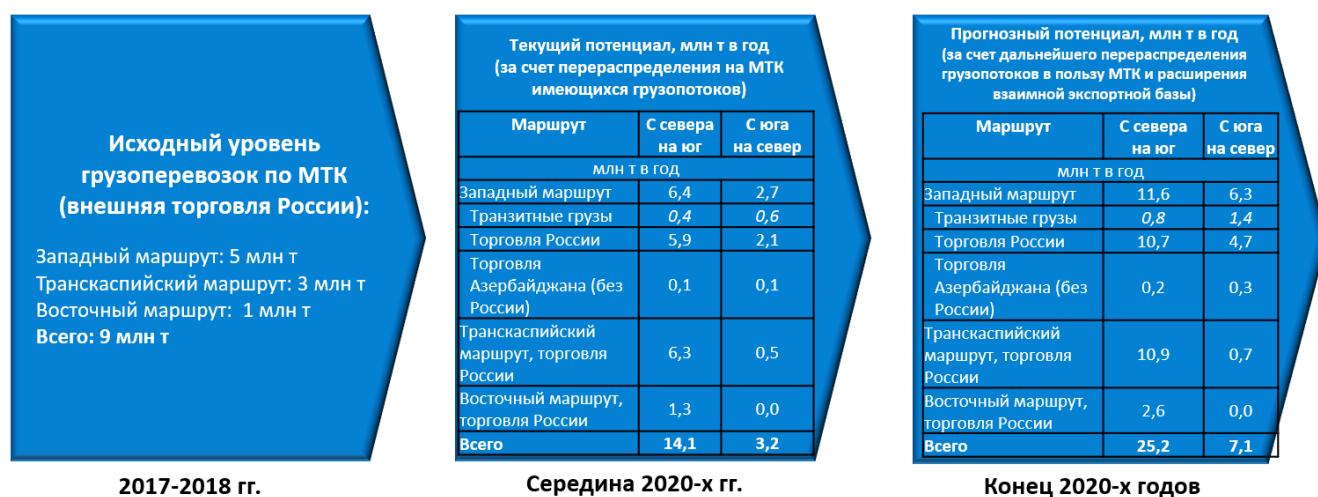 Исходный уровень
грузоперевозок по МТК
(внешняя торговля России):
Западный маршрут: 5 млн т
Транскаспийский маршрут: 3 млн т
Восточный маршрут: 1 млн т
Всего: 9 млн т
2017-2018 гг.
Текущий потенциал, млн т в год
(за счет перераспределения на МТК
имеющихся грузопотоков)
Маршрут С севера С юга
на юг на север
млн т в год
Западный маршрут 6,4 2,7
Транзитные грузы 0,4 0,6
Торговля России 5,9 2,1
Торговля
Азербайджана (без 0,1 0,1
России)
Транскаспийский
маршрут, торговля 6,3 0,5
России
Восточный маршрут, 1,3 0,0
торговля России
Всего 14,1 3,2
Середина 2020-х гг.
Прогнозный потенциал, млн т в год
(за счет дальнейшего перераспределения
грузопотоков в пользу МТК и расширения
взаимной экспортной базы)
Маршрут С севера С юга
на юг на север
млн т в год
Западный маршрут 11,6 6,3
Транзитные грузы 0,8 1,4
Торговля России 10,7 4,7
Торговля
Азербайджана (без 0,2 0,3
России)
Транскаспийский
маршрут, торговля 10,9 0,7
России
Восточный маршрут, 2,6 0,0
торговля России
Всего 25,2 7,1
Конец 2020-х годов